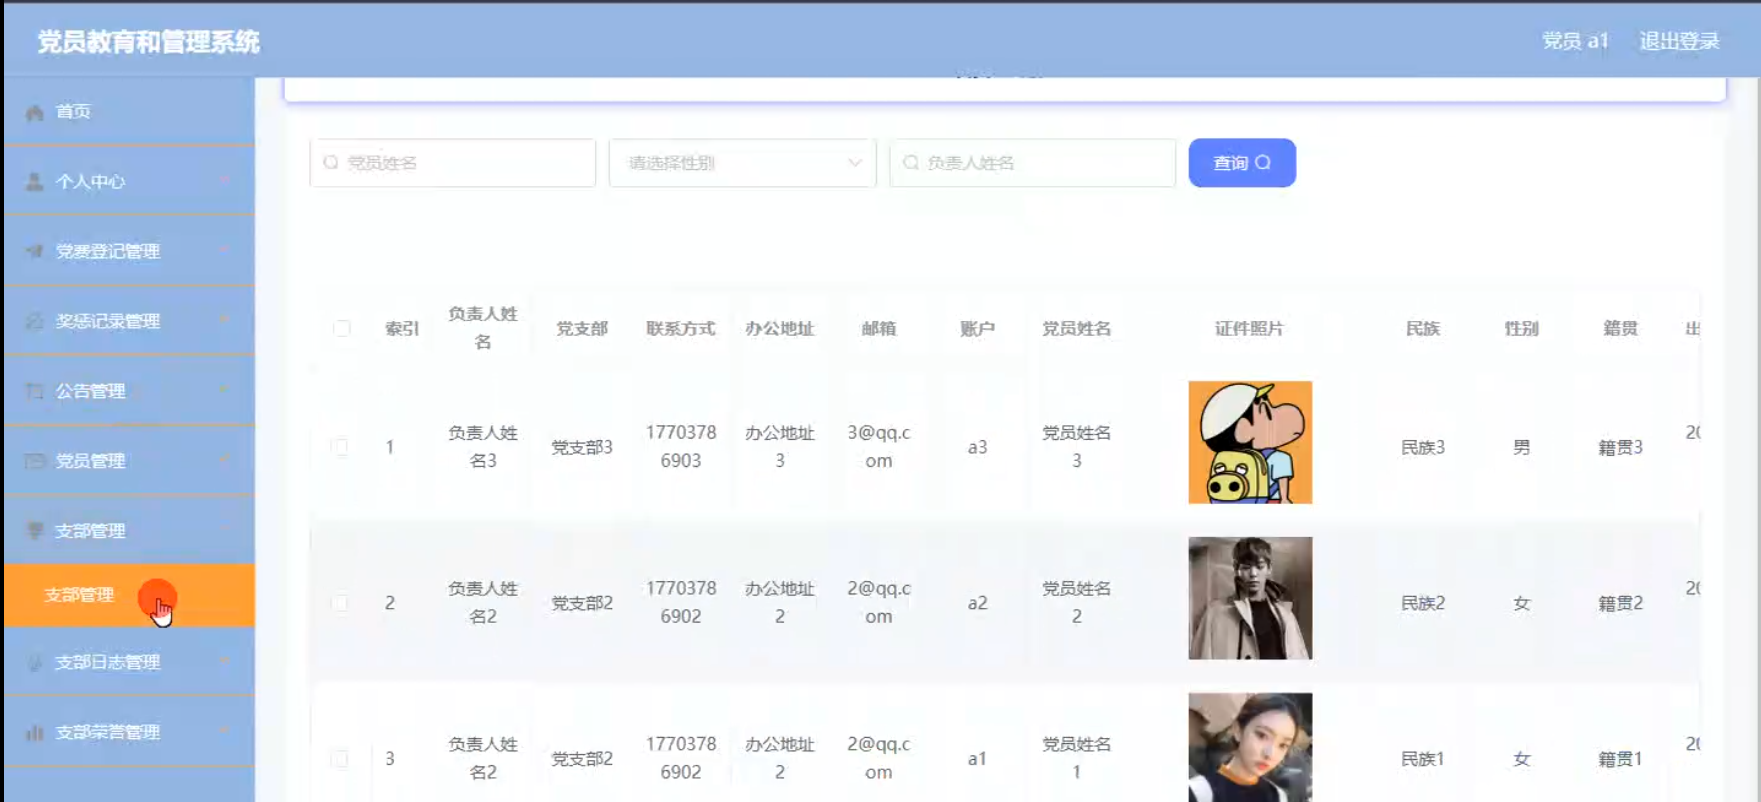 党员教育和管理系统
党员 a1 退出登录
首页
个人中心
党费登记管理
奖惩记录管理
公告管理
党员管理
支部管理
支部管理
支部日志管理
支部荣誉管理
党员姓名 请选择性别 负责人姓名 查询
索引 负责人姓名 党支部 联系方式 办公地址 邮箱 账户 党员姓名 证件照片 民族 性别 籍贯 出
1 负责人姓名3 党支部3 17703786903 办公地址3 3@qq.com a3 党员姓名3 民族3 男 籍贯3 20
2 负责人姓名2 党支部2 17703786902 办公地址2 2@qq.com a2 党员姓名2 民族2 女 籍贯2 20
3 负责人姓名2 党支部2 17703786902 办公地址2 2@qq.com a1 党员姓名1 民族1 女 籍贯1 20